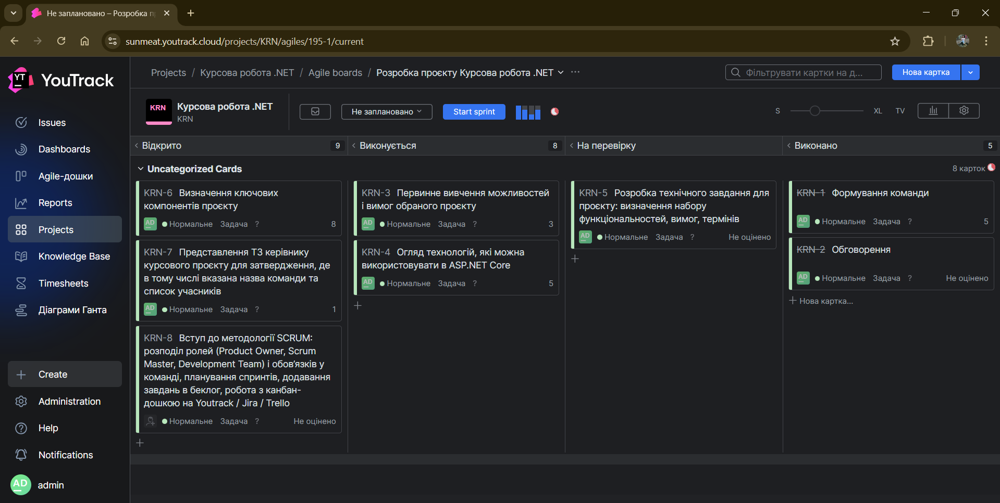 Не заплановано – Розробка п
sunmeat.youtrack.cloud/projects/KRN/agiles/195-1/current
YT YouTrack
Issues
Dashboards
Agile-дошки
Reports
Projects
Knowledge Base
Timesheets
Діаграми Ганта
Create
Administration
Help
Notifications
AD admin
Projects / Курсова робота .NET / Agile boards / Розробка проєкту Курсова робота .NET ...
Фільтрувати картки на д...
Нова картка
KRN Курсова робота .NET
KRN
Не заплановано
Start sprint
S XL TV
Відкрито 9
Виконується 8
На перевірку
Виконано 5
Uncategorized Cards
8 карток
KRN-6 Визначення ключових
компонентів проєкту
AD Нормальне Задача ? 8
KRN-7 Представлення ТЗ керівнику
курсового проєкту для затвердження, де
в тому числі вказана назва команди та
список учасників
AD Нормальне Задача ? 1
KRN-8 Вступ до методології SCRUM:
розподіл ролей (Product Owner, Scrum
Master, Development Team) і обов’язків у
команді, планування спринтів, додавання
завдань в беклог, робота з канбан-
дошкою на Youtrack / Jira / Trello
Нормальне Задача ? Не оцінено
KRN-3 Первинне вивчення можливостей
і вимог обраного проєкту
AD Нормальне Задача ? 3
KRN-4 Огляд технологій, які можна
використовувати в ASP.NET Core
AD Нормальне Задача ? 5
KRN-5 Розробка технічного завдання для
проєкту: визначення набору
функціональностей, вимог, термінів
AD Нормальне Задача ? Не оцінено
KRN-1 Формування команди
AD Нормальне Задача ? 5
KRN-2 Обговорення
AD Нормальне Задача ? Не оцінено
Нова картка...